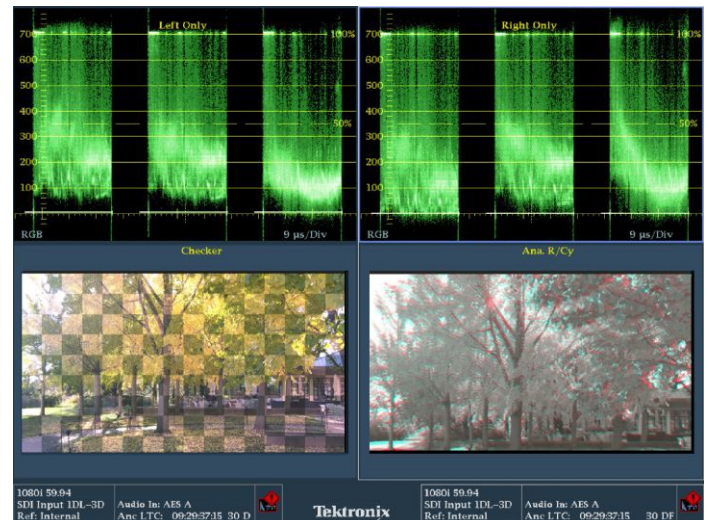 Left Only
700
100%
600
500
400
50%
300
200
100
RGB
9 µs/Div
Right Only
700
100%
600
500
400
50%
300
200
100
RGB
9 µs/Div
Checker
Ana. R/Cy
1080i 59.94
SDI Input 1DL-3D
Ref: Internal
Audio In: AES A
Anc LTC: 09:29:37:15 30 D
Tektronix
1080i 59.94
SDI Input 1DL-3D
Ref: Internal
Audio In: AES A
Anc LTC: 09:29:37:15 30 DF